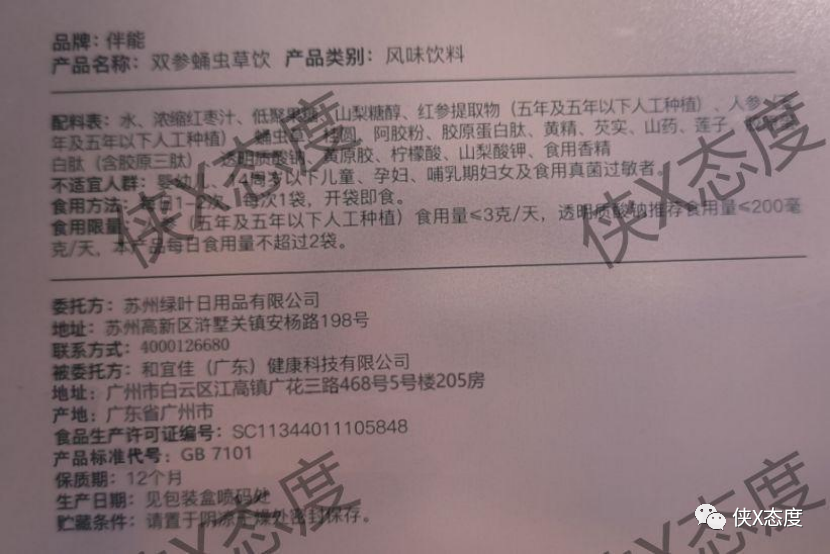 品牌：伴能
产品名称：双参蛹虫草饮 产品类别：风味饮料
配料表：水、浓缩红枣汁、低聚果糖、山梨糖醇、红参提取物（五年及五年以下人工种植）、人参
年及五年以下人工种植）、蛹虫草、桂圆、阿胶粉、胶原蛋白肽、黄精、芡实、山药、莲子、
白肽（含胶原三肽）、透明质酸钠、黄原胶、柠檬酸、山梨酸钾、食用香精
不适宜人群：婴幼儿、14周岁以下儿童、孕妇、哺乳期妇女及食用真菌过敏者。
食用方法：每日1-2次，每次1袋，开袋即食。
食用限量：（五年及五年以下人工种植）食用量≤3克/天，透明质酸钠推荐食用量≤200毫
克/天，本产品每日食用量不超过2袋。
委托方：苏州绿叶日用品有限公司
地址：苏州高新区浒墅关镇安杨路198号
联系方式：4000126680
被委托方：和宜佳（广东）健康科技有限公司
地址：广州市白云区江高镇广花三路468号5号楼205房
产地：广东省广州市
食品生产许可证编号：SC11344011105848
产品标准代号：GB 7101
保质期：12个月
生产日期：见包装盒喷码处
贮藏条件：请置于阴凉干燥处密封保存。
侠X态度
侠X态度
侠X态度
侠X态度
侠X态度